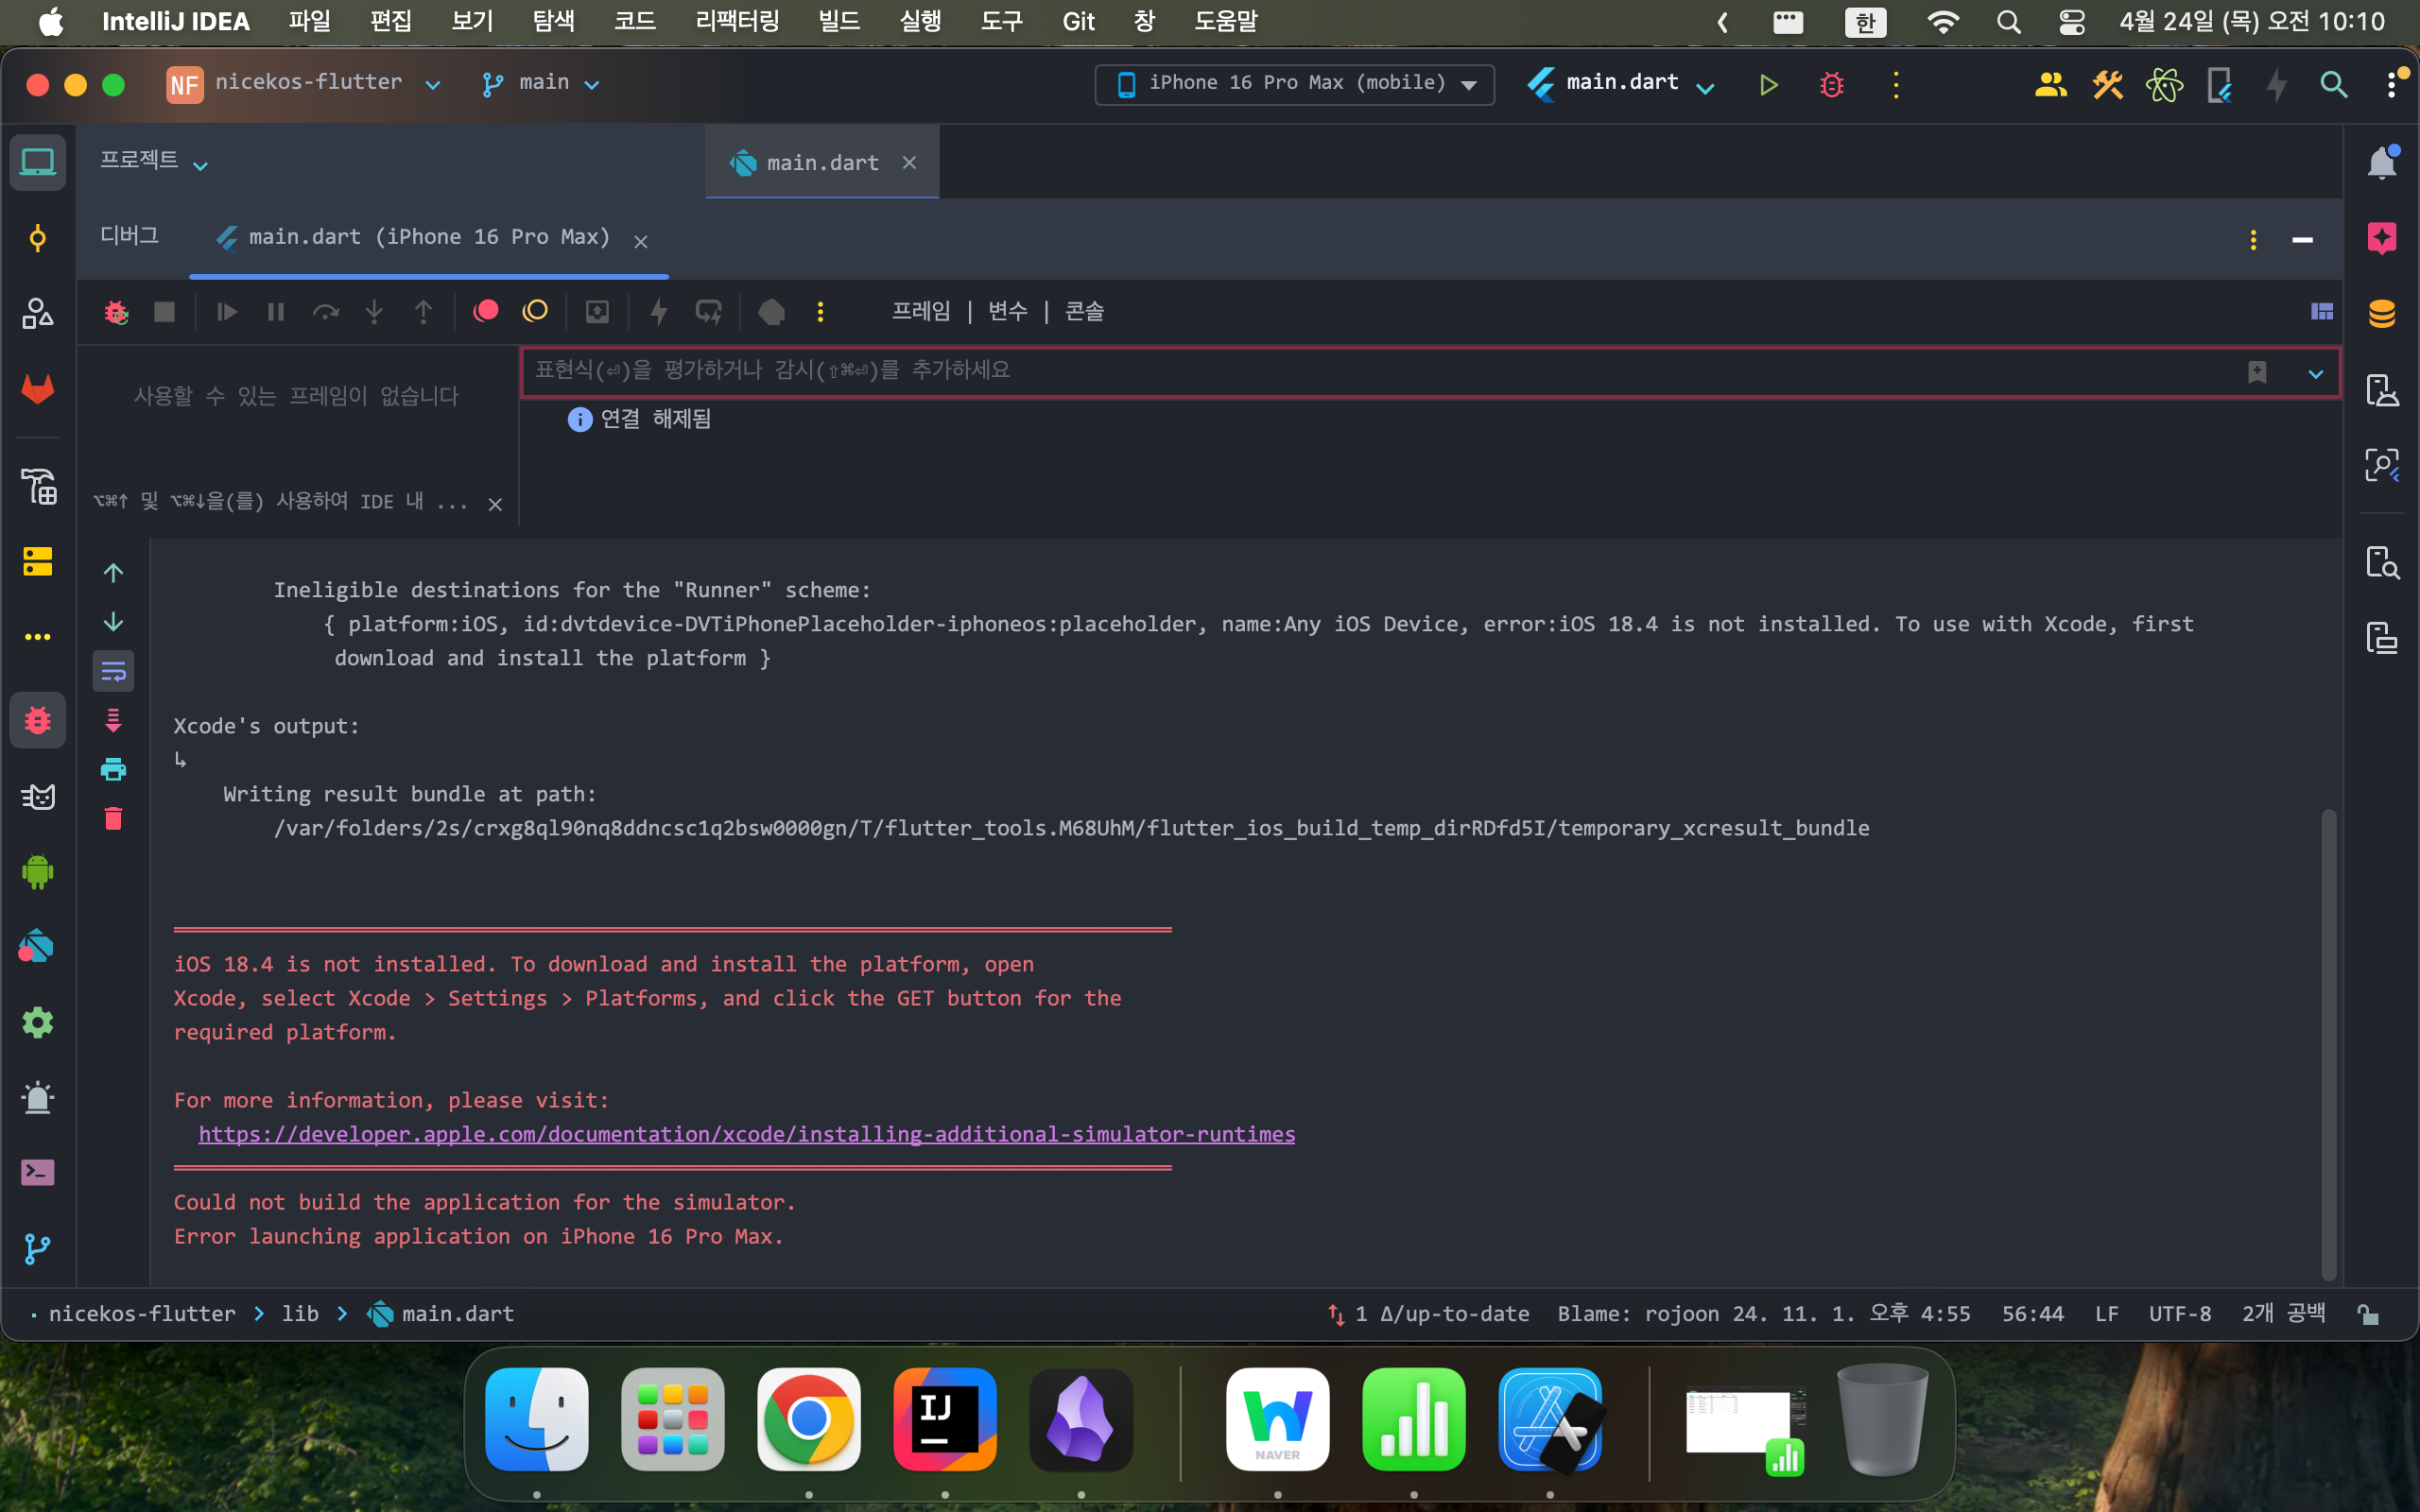 IntelliJ IDEA 파일 편집 보기 탐색 코드 리팩터링 빌드 실행 도구 Git 창 도움말 한 4월 24일 (목) 오전 10:10
NF nicekos-flutter main iPhone 16 Pro Max (mobile) main.dart
프로젝트 main.dart
디버그 main.dart (iPhone 16 Pro Max)
프레임 | 변수 | 콘솔
표현식(⏎)을 평가하거나 감시(⇧⌘⏎)를 추가하세요
사용할 수 있는 프레임이 없습니다
연결 해제됨
⌥⌘↑ 및 ⌥⌘↓을(를) 사용하여 IDE 내 ...
Ineligible destinations for the "Runner" scheme:
{ platform:iOS, id:dvtdevice-DVTiPhonePlaceholder-iphoneos:placeholder, name:Any iOS Device, error:iOS 18.4 is not installed. To use with Xcode, first
download and install the platform }
Xcode's output:
↳
Writing result bundle at path:
/var/folders/2s/crxg8ql90nq8ddncsc1q2bsw0000gn/T/flutter_tools.M68UhM/flutter_ios_build_temp_dirRDfd5I/temporary_xcresult_bundle
iOS 18.4 is not installed. To download and install the platform, open
Xcode, select Xcode > Settings > Platforms, and click the GET button for the
required platform.
For more information, please visit:
https://developer.apple.com/documentation/xcode/installing-additional-simulator-runtimes
Could not build the application for the simulator.
Error launching application on iPhone 16 Pro Max.
nicekos-flutter > lib > main.dart 1 Δ/up-to-date Blame: rojoon 24. 11. 1. 오후 4:55 56:44 LF UTF-8 2개 공백
IJ
NAVER